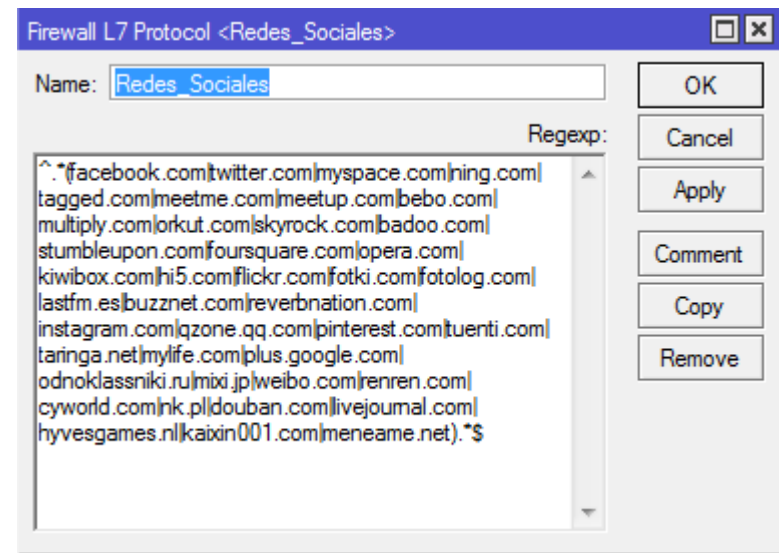 Firewall L7 Protocol <Redes_Sociales>
Name: Redes_Sociales
OK
Regexp:
Cancel
^.*(facebook.com|twitter.com|myspace.com|ning.com|
tagged.com|meetme.com|meetup.com|bebo.com|
Apply
multiply.com|orkut.com|skyrock.com|badoo.com|
stumbleupon.com|foursquare.com|opera.com|
Comment
kiwibox.com|hi5.com|flickr.com|fotki.com|fotolog.com|
lastfm.es|buzznet.com|reverbnation.com|
Copy
instagram.com|qzone.qq.com|pinterest.com|tuenti.com|
taringa.net|mylife.com|plus.google.com|
Remove
odnoklassniki.ru|mixi.jp|weibo.com|renren.com|
cyworld.com|nk.pl|douban.com|livejournal.com|
hyvesgames.nl|kaixin001.com|meneame.net).*$